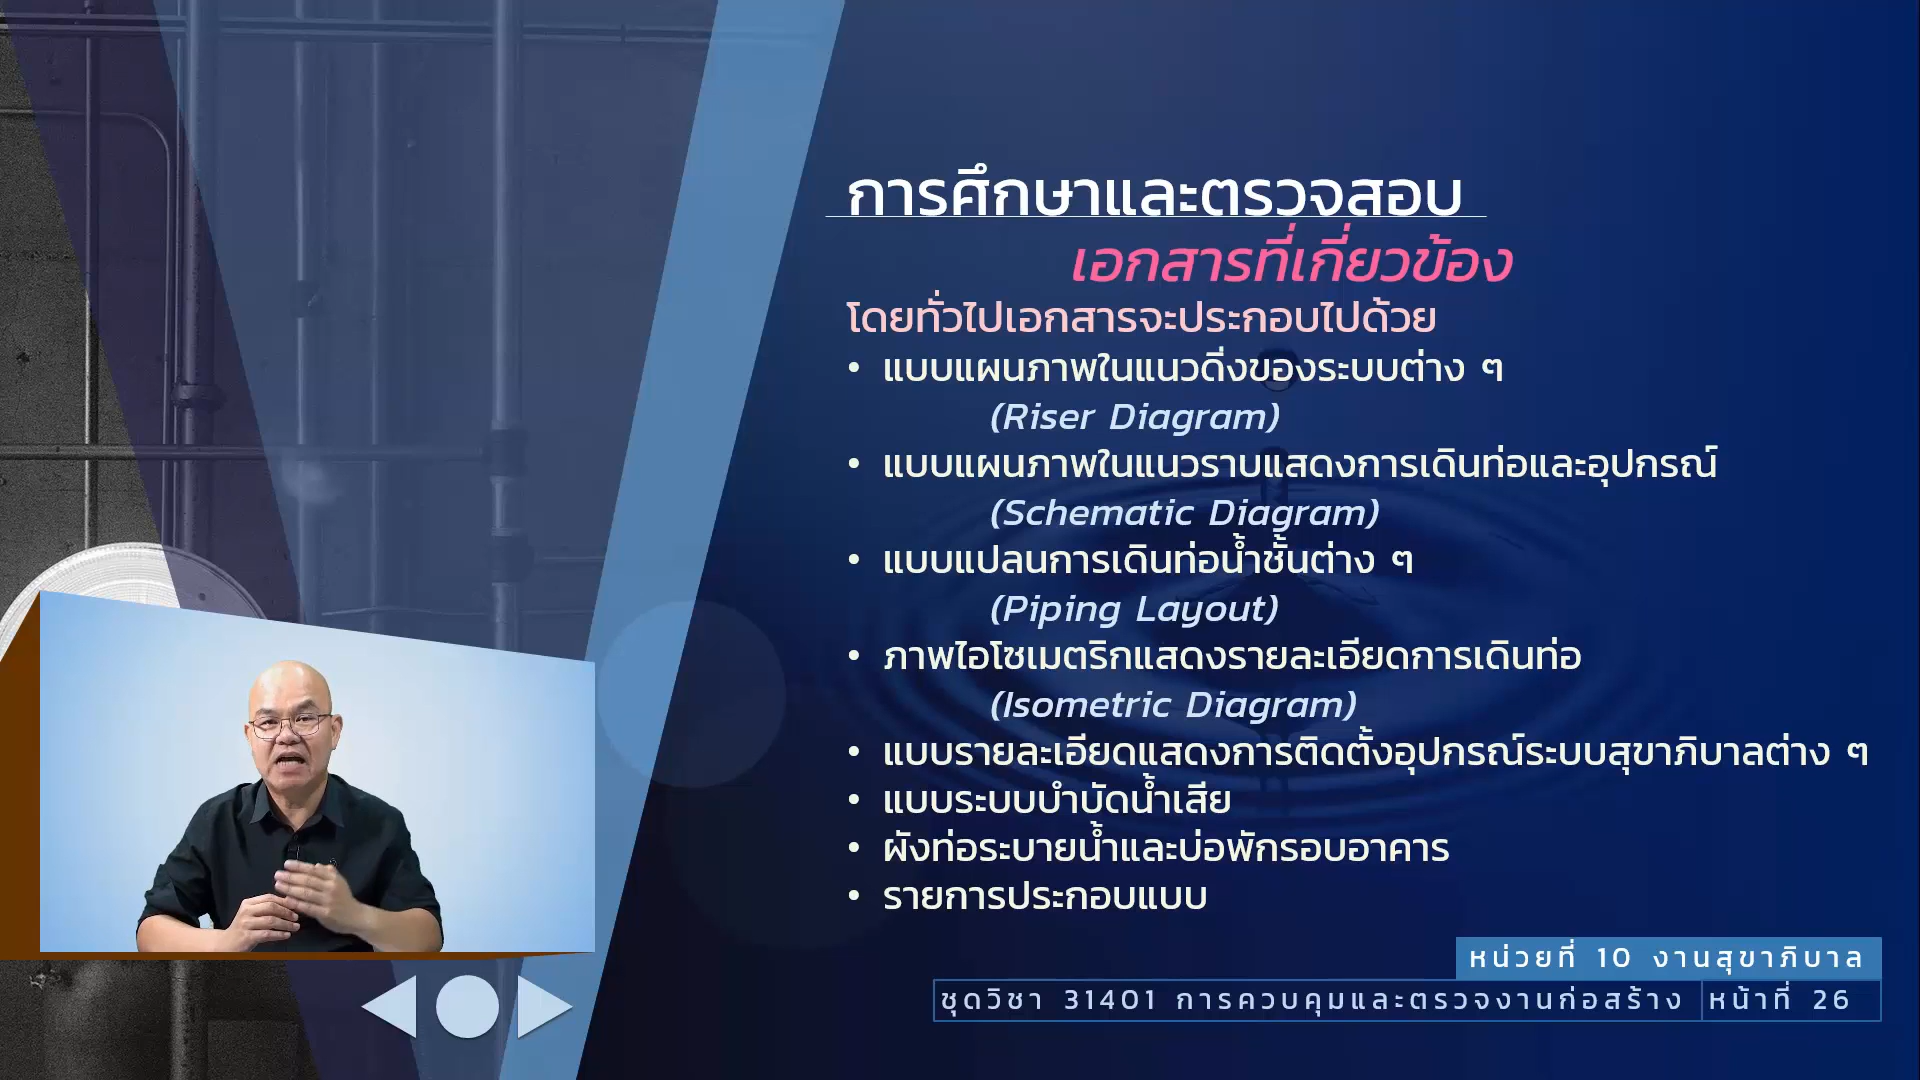 การศึกษาและตรวจสอบ
เอกสารที่เกี่ยวข้อง
โดยทั่วไปเอกสารจะประกอบไปด้วย
• แบบแผนภาพในแนวดิ่งของระบบต่าง ๆ
(Riser Diagram)
• แบบแผนภาพในแนวราบแสดงการเดินท่อและอุปกรณ์
(Schematic Diagram)
• แบบแปลนการเดินท่อน้ำชั้นต่าง ๆ
(Piping Layout)
• ภาพไอโซเมตริกแสดงรายละเอียดการเดินท่อ
(Isometric Diagram)
• แบบรายละเอียดแสดงการติดตั้งอุปกรณ์ระบบสุขาภิบาลต่าง ๆ
• แบบระบบบำบัดน้ำเสีย
• ผังท่อระบายน้ำและบ่อพักรอบอาคาร
• รายการประกอบแบบ
หน่วยที่ 10 งานสุขาภิบาล
ชุดวิชา 31401 การควบคุมและตรวจงานก่อสร้าง หน้าที่ 26